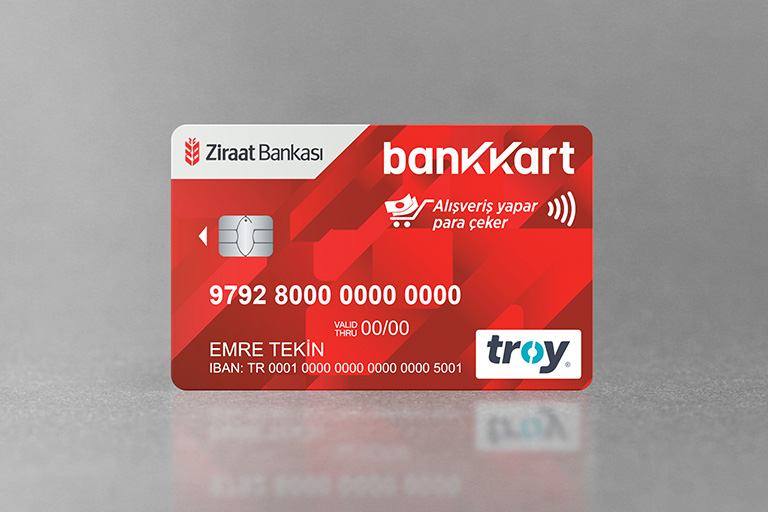 Ziraat Bankası
bankkart
Alışveriş yapar
para çeker
9792 8000 0000 0000
VALID THRU 00/00
EMRE TEKİN
IBAN: TR 0001 0000 0000 0000 0000 5001
troy®